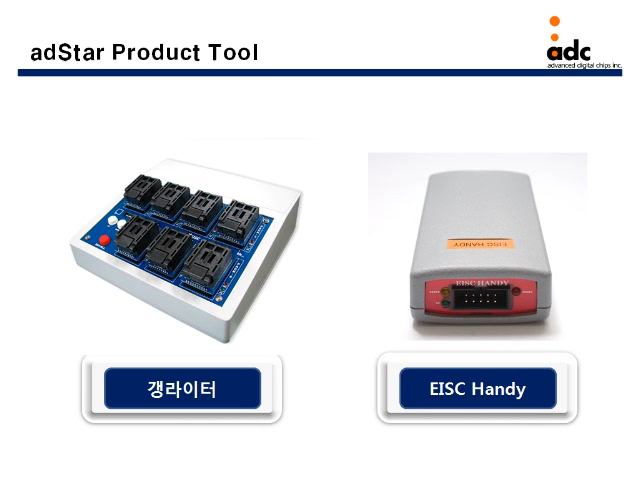 adStar Product Tool
adc
advanced digital chips inc.
EISC HANDY
EISC HANDY
갱라이터
EISC Handy